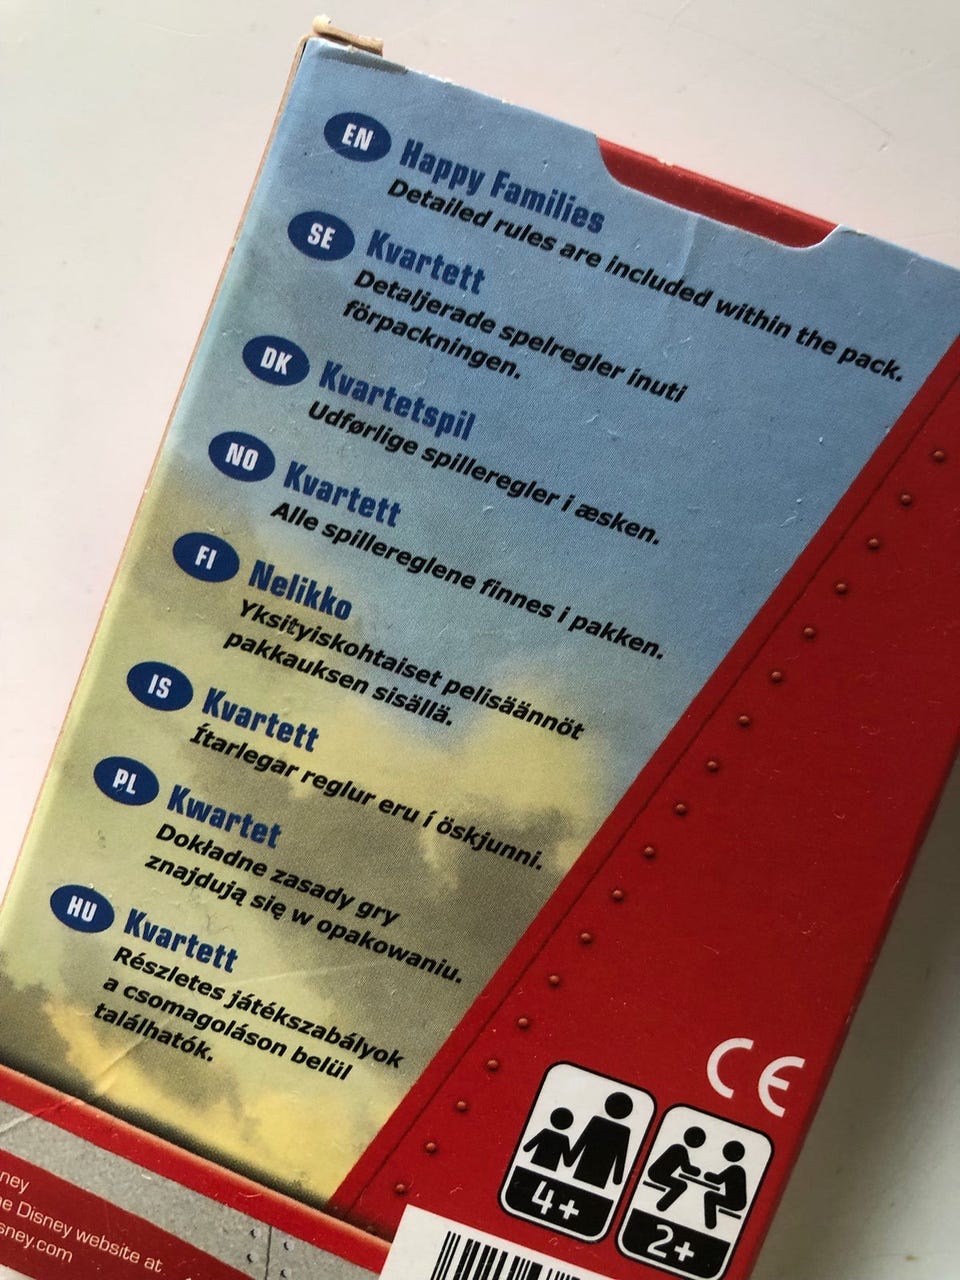 EN Happy Families
Detailed rules are included within the pack.
SE Kvartett
Detaljerade spelregler inuti
förpackningen.
DK Kvartetspil
Udførlige spilleregler i æsken.
NO Kvartett
Alle spillereglene finnes i pakken.
FI Nelikko
Yksityiskohtaiset pelisäännöt
pakkauksen sisällä.
IS Kvartett
Ítarlegar reglur eru í öskjunni.
PL Kwartet
Dokładne zasady gry
znajdują się w opakowaniu.
HU Kvartett
Részletes játékszabályok
a csomagoláson belül
találhatók.
CE
4+
2+
Disney website at